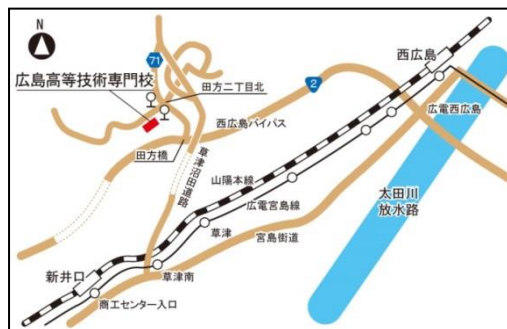 N
71
広島高等技術専門校
田方二丁目北
2
西広島
西広島バイパス
広電西広島
田方橋
草津沼田道路
山陽本線
広電宮島線
太田川
放水路
草津
宮島街道
新井口
草津南
商工センター入口